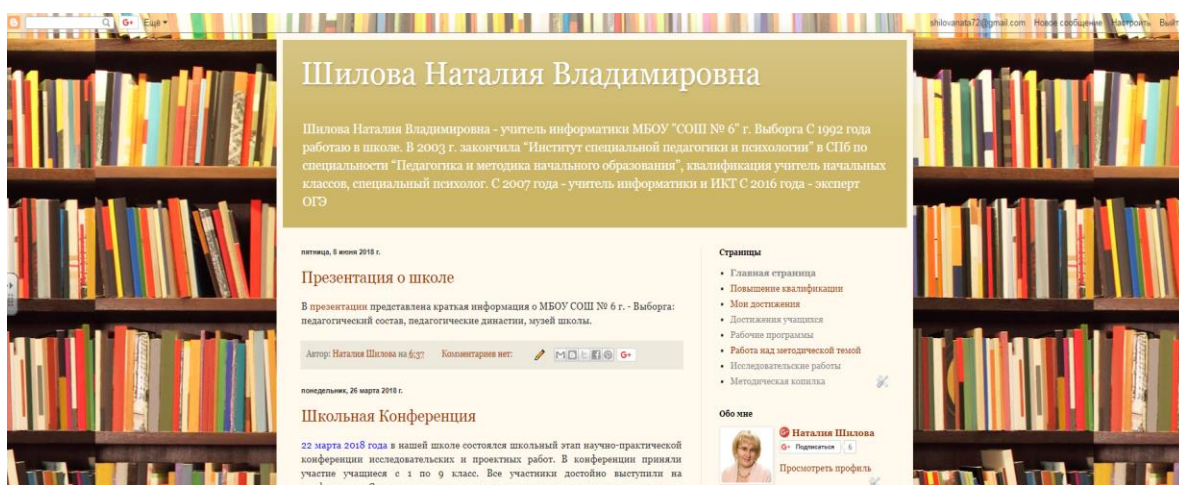 Ещё
shilovanata72@gmail.com Новое сообщение Настроить Выйт
Шилова Наталия Владимировна
Шилова Наталия Владимировна - учитель информатики МБОУ "СОШ № 6" г. Выборга С 1992 года
работаю в школе. В 2003 г. закончила "Институт специальной педагогики и психологии" в СПб по
специальности "Педагогика и методика начального образования", квалификация учитель начальных
классов, специальный психолог. С 2007 года - учитель информатики и ИКТ С 2016 года - эксперт
ОГЭ
пятница, 8 июня 2018 г.
Презентация о школе
В презентации представлена краткая информация о МБОУ СОШ № 6 г. - Выборга:
педагогический состав, педагогические династии, музей школы.
Автор: Наталия Шилова на 6:37 Комментариев нет:
понедельник, 26 марта 2018 г.
Школьная Конференция
22 марта 2018 года в нашей школе состоялся школьный этап научно-практической
конференции исследовательских и проектных работ. В конференции приняли
участие учащиеся с 1 по 9 класс. Все участники достойно выступили на
Страницы
Главная страница
Повышение квалификации
Мои достижения
Достижения учащихся
Рабочие программы
Работа над методической темой
Исследовательские работы
Методическая копилка
Обо мне
Наталия Шилова
G+ Подписаться 6
Просмотреть профиль